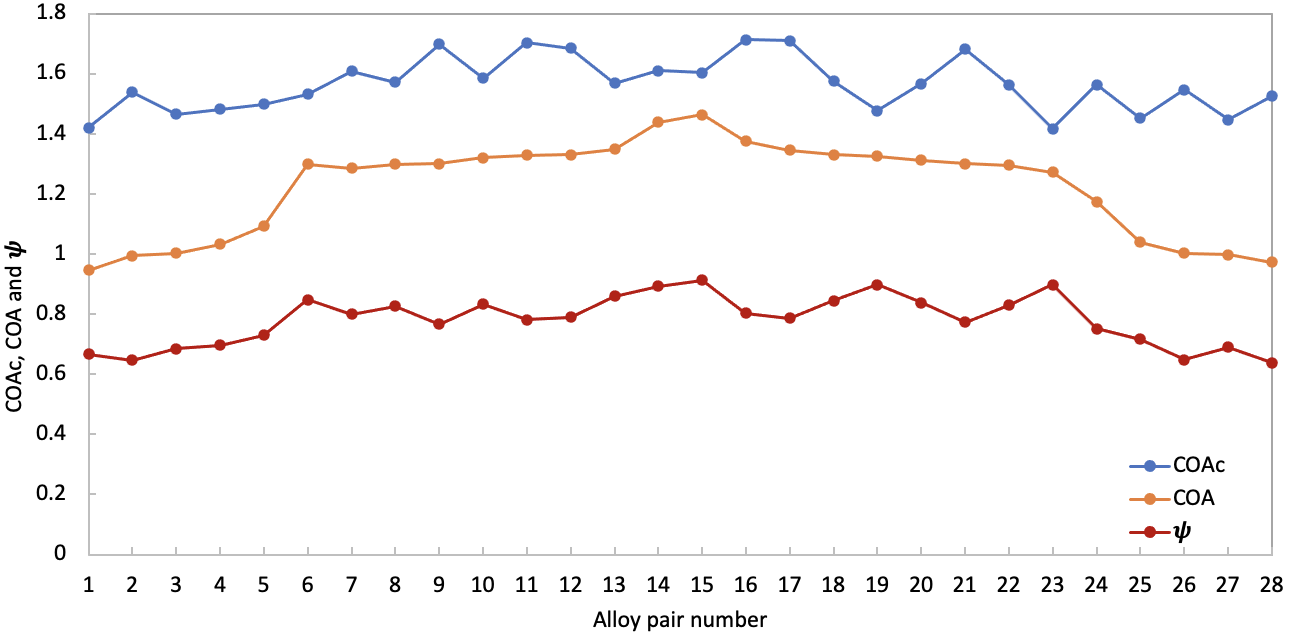 1.8
1.6
1.4
1.2
1
0.8
0.6
0.4
0.2
0
COAc, COA and ψ
COAc
COA
ψ
1 2 3 4 5 6 7 8 9 10 11 12 13 14 15 16 17 18 19 20 21 22 23 24 25 26 27 28
Alloy pair number